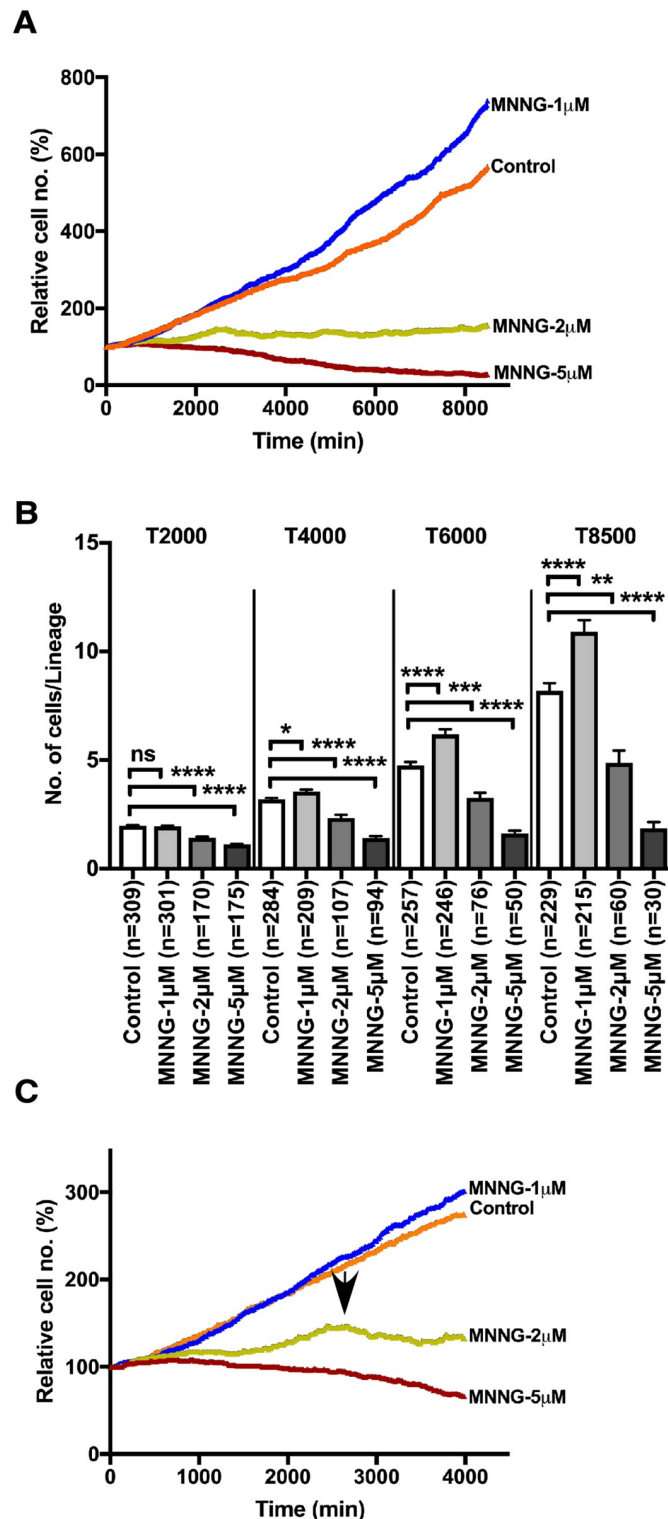 A
Relative cell no. (%)
800
600
400
200
0
0 2000 4000 6000 8000
Time (min)
MNNG-1μM
Control
MNNG-2μM
MNNG-5μM
B
No. of cells/Lineage
15
10
5
0
T2000 T4000 T6000 T8500
ns **** ****
* **** ****
**** *** ****
**** ** ****
Control (n=309)
MNNG-1μM (n=301)
MNNG-2μM (n=170)
MNNG-5μM (n=175)
Control (n=284)
MNNG-1μM (n=209)
MNNG-2μM (n=107)
MNNG-5μM (n=94)
Control (n=257)
MNNG-1μM (n=246)
MNNG-2μM (n=76)
MNNG-5μM (n=50)
Control (n=229)
MNNG-1μM (n=215)
MNNG-2μM (n=60)
MNNG-5μM (n=30)
C
Relative cell no. (%)
300
200
100
0
0 1000 2000 3000 4000
Time (min)
MNNG-1μM
Control
MNNG-2μM
MNNG-5μM